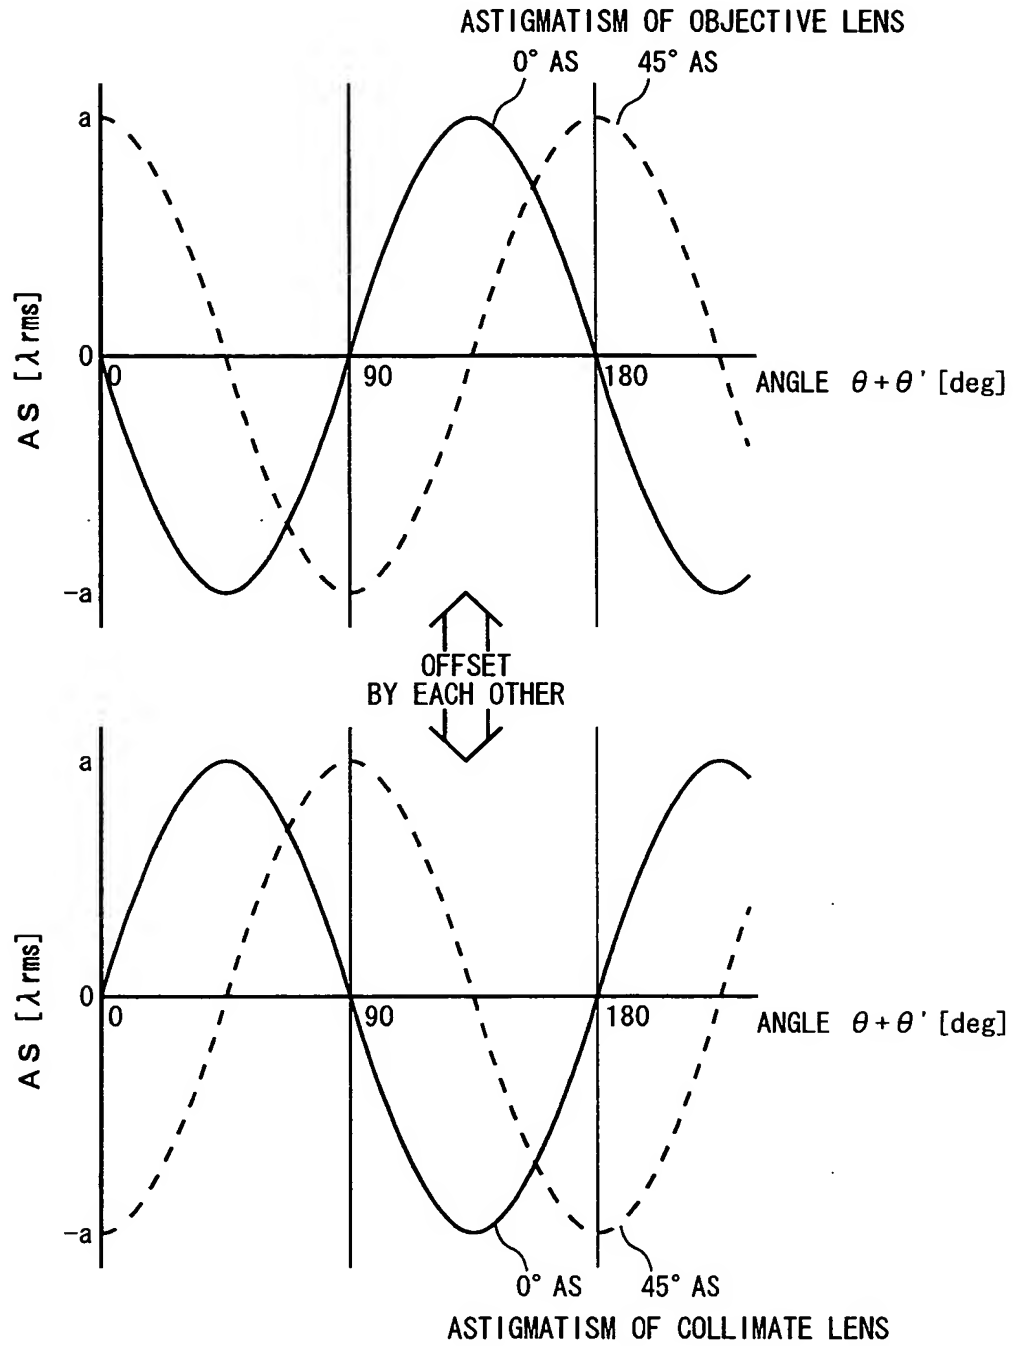 ASTIGMATISM OF OBJECTIVE LENS
0° AS 45° AS
a
AS [λrms]
0
0 90 180 ANGLE θ+θ' [deg]
-a
OFFSET
BY EACH OTHER
a
AS [λrms]
0
0 90 180 ANGLE θ+θ' [deg]
-a
0° AS 45° AS
ASTIGMATISM OF COLLIMATE LENS